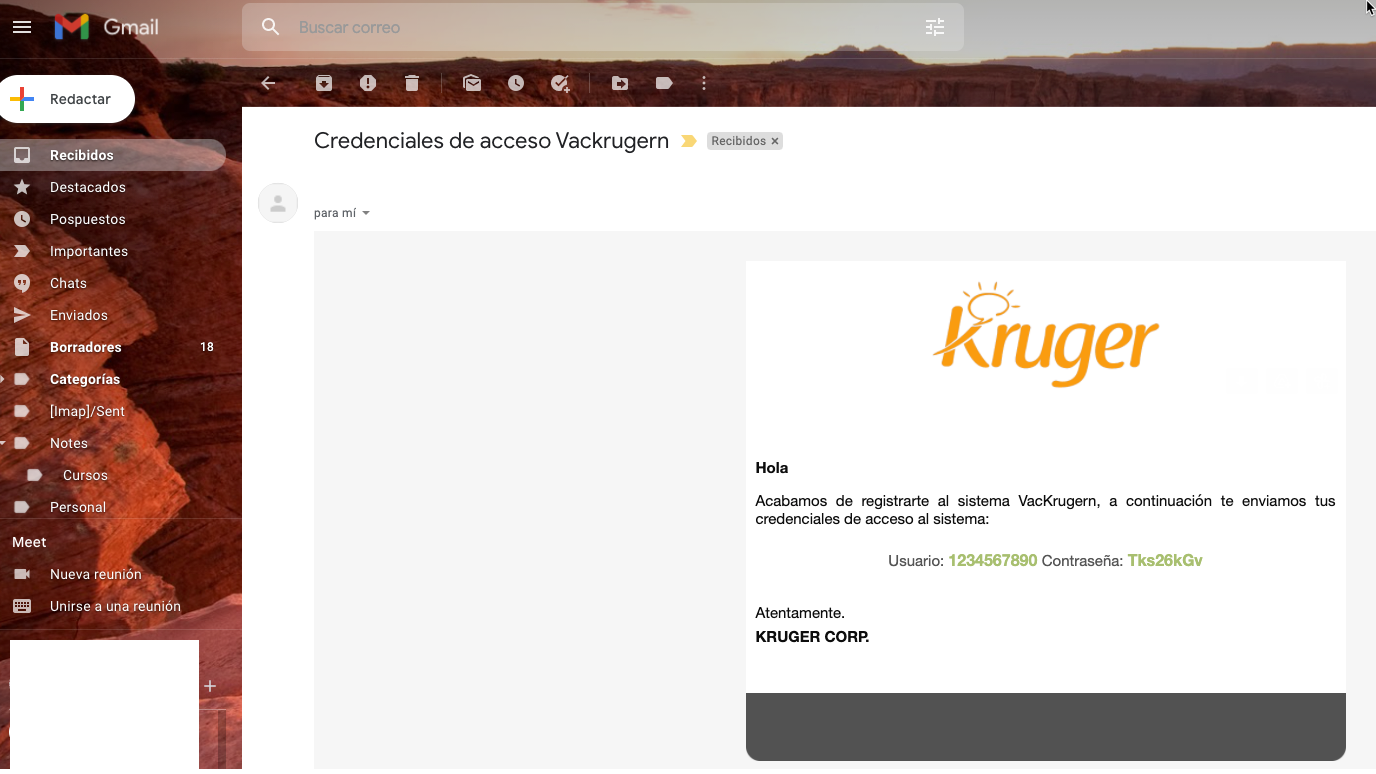 Gmail
Buscar correo
Redactar
Recibidos
Destacados
Pospuestos
Importantes
Chats
Enviados
Borradores 18
Categorías
[Imap]/Sent
Notes
Cursos
Personal
Meet
Nueva reunión
Unirse a una reunión
Credenciales de acceso Vackrugern Recibidos x
para mí
Kruger
Hola
Acabamos de registrarte al sistema VacKrugern, a continuación te enviamos tus
credenciales de acceso al sistema:
Usuario: 1234567890 Contraseña: Tks26kGv
Atentamente.
KRUGER CORP.